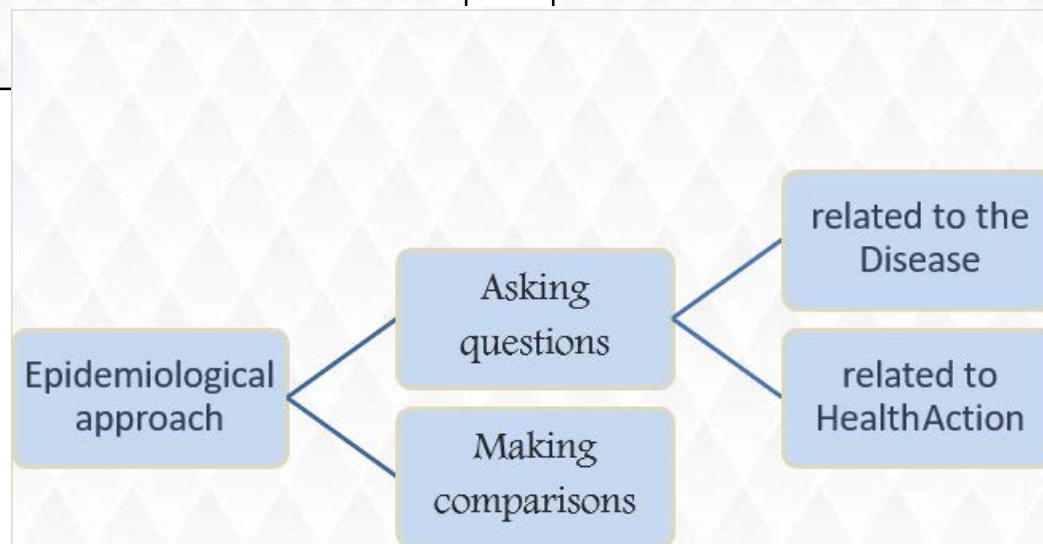 Epidemiological
approach
Asking
questions
Making
comparisons
related to the
Disease
related to
HealthAction